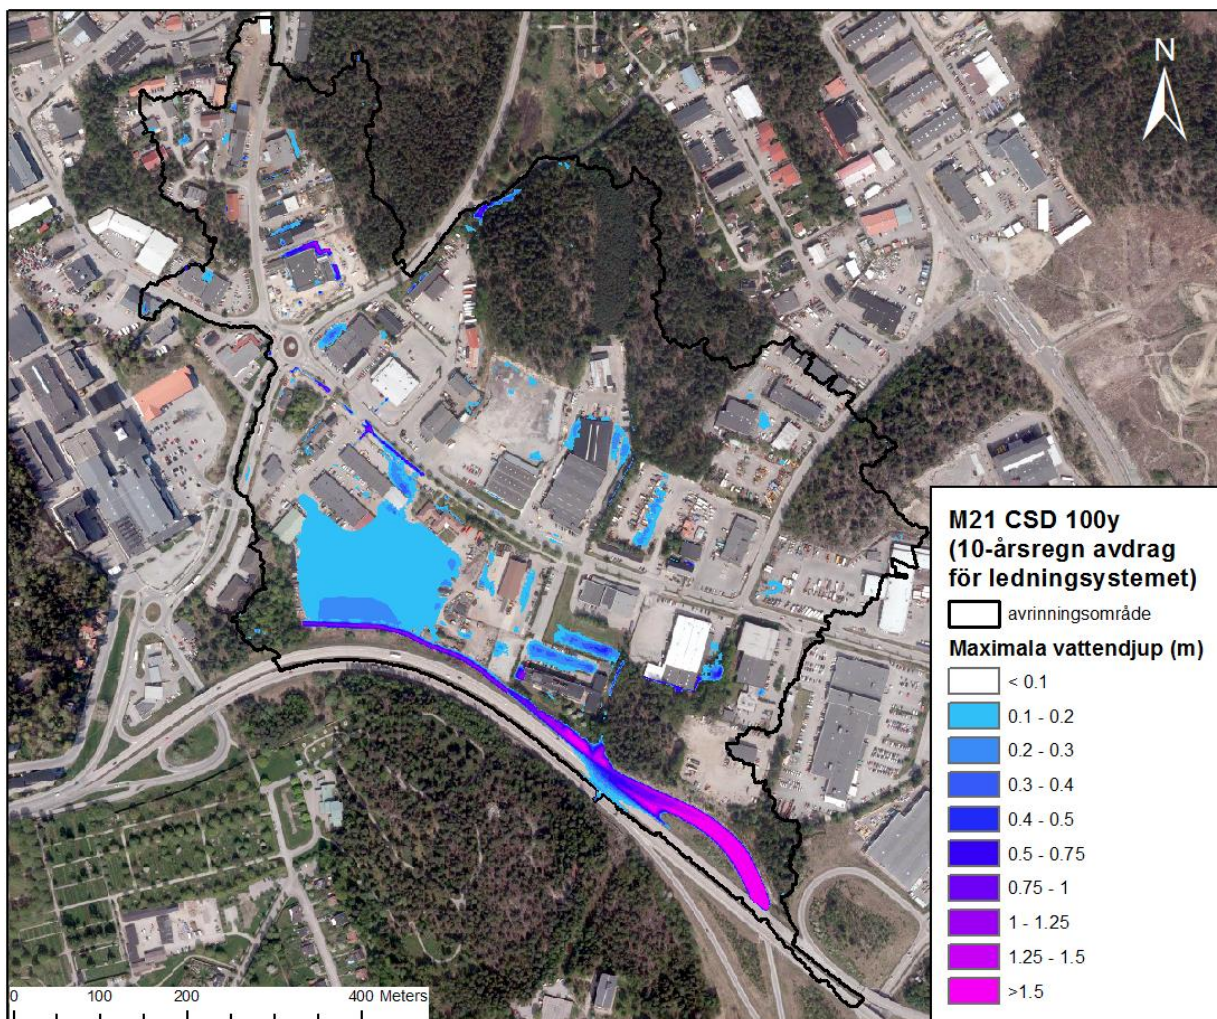 N
M21 CSD 100y
(10-årsregn avdrag
för ledningsystemet)
avrinningsområde
Maximala vattendjup (m)
< 0.1
0.1 - 0.2
0.2 - 0.3
0.3 - 0.4
0.4 - 0.5
0.5 - 0.75
0.75 - 1
1 - 1.25
1.25 - 1.5
>1.5
0 100 200 400 Meters